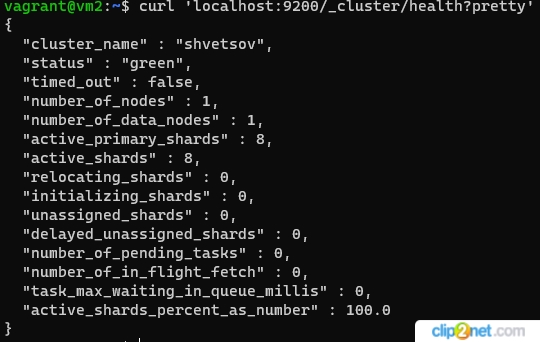 vagrant@vm2:~$ curl 'localhost:9200/_cluster/health?pretty'
{
  "cluster_name" : "shvetsov",
  "status" : "green",
  "timed_out" : false,
  "number_of_nodes" : 1,
  "number_of_data_nodes" : 1,
  "active_primary_shards" : 8,
  "active_shards" : 8,
  "relocating_shards" : 0,
  "initializing_shards" : 0,
  "unassigned_shards" : 0,
  "delayed_unassigned_shards" : 0,
  "number_of_pending_tasks" : 0,
  "number_of_in_flight_fetch" : 0,
  "task_max_waiting_in_queue_millis" : 0,
  "active_shards_percent_as_number" : 100.0
}
clip2net.com